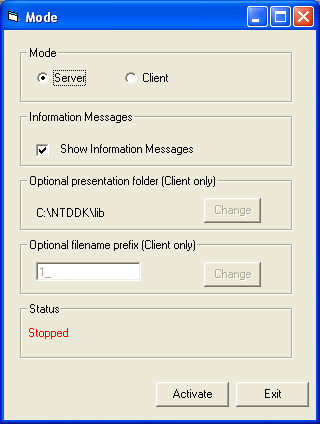 Mode
Mode
Server Client
Information Messages
Show Information Messages
Optional presentation folder (Client only)
C:\NTDDK\lib Change
Optional filename prefix (Client only)
1_ Change
Status
Stopped
Activate Exit